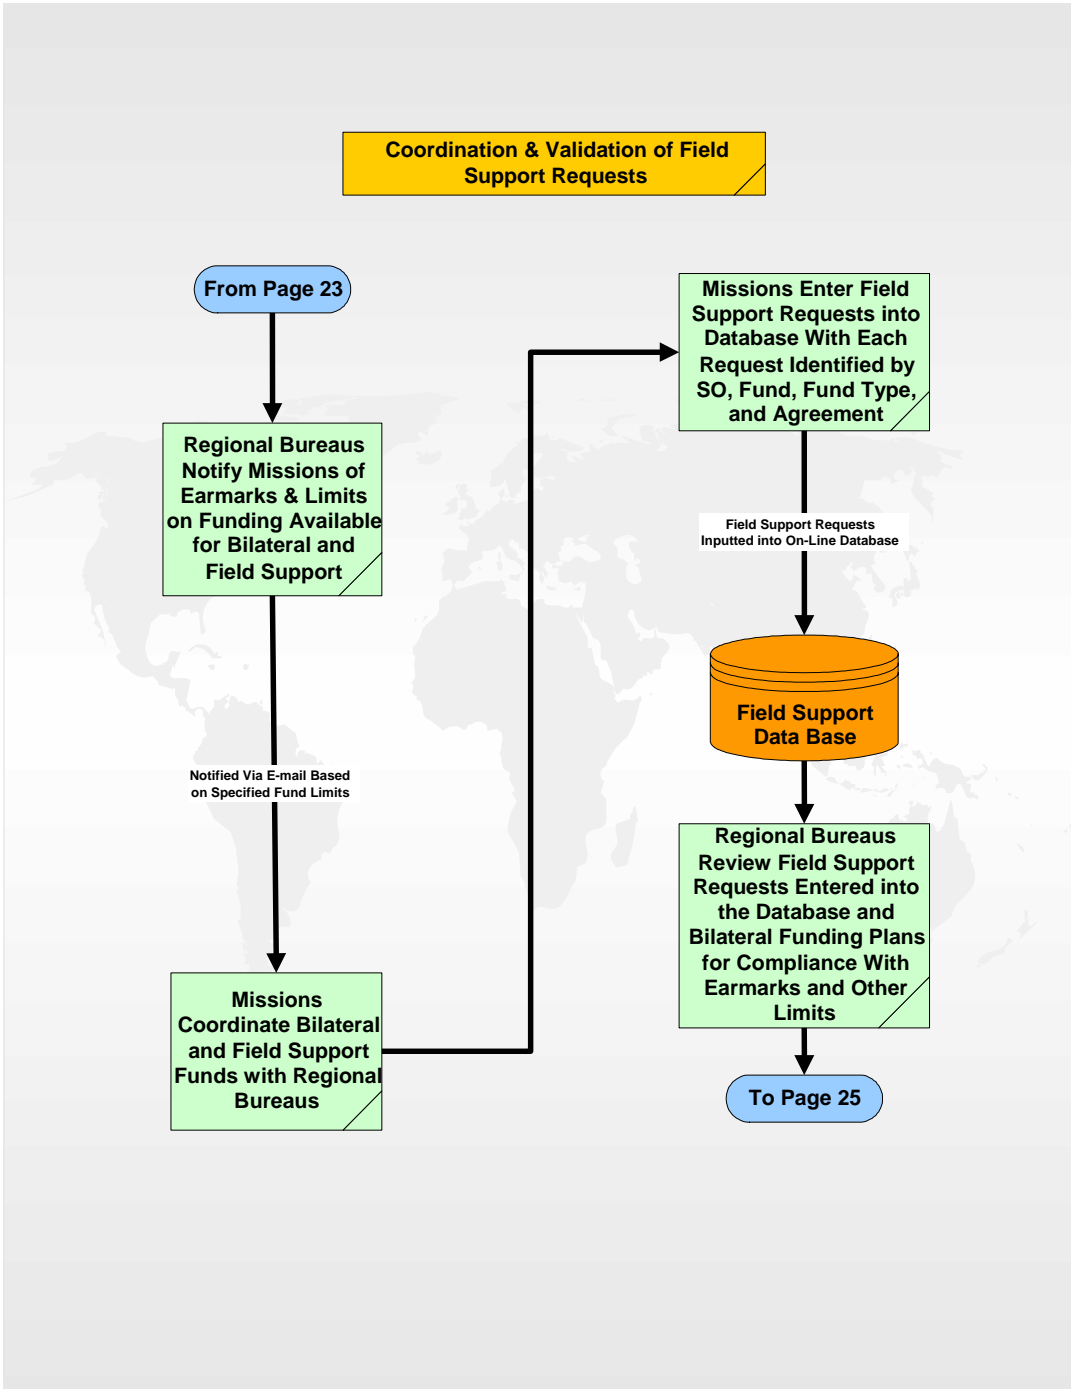 Coordination & Validation of Field
Support Requests
From Page 23
Regional Bureaus
Notify Missions of
Earmarks & Limits
on Funding Available
for Bilateral and
Field Support
Notified Via E-mail Based
on Specified Fund Limits
Missions
Coordinate Bilateral
and Field Support
Funds with Regional
Bureaus
Missions Enter Field
Support Requests into
Database With Each
Request Identified by
SO, Fund, Fund Type,
and Agreement
Field Support Requests
Inputted into On-Line Database
Field Support
Data Base
Regional Bureaus
Review Field Support
Requests Entered into
the Database and
Bilateral Funding Plans
for Compliance With
Earmarks and Other
Limits
To Page 25